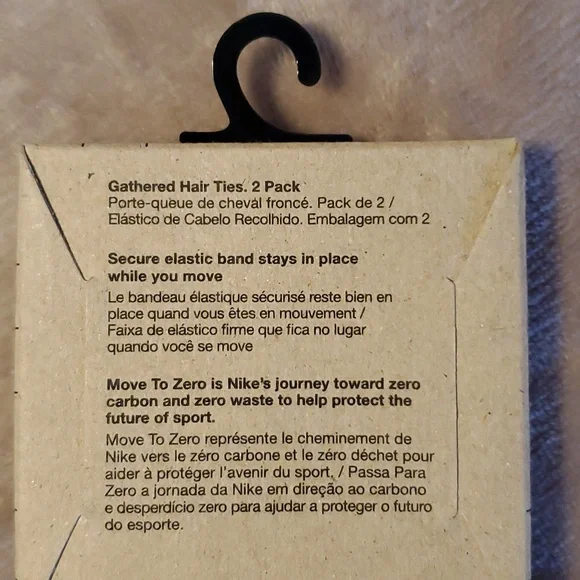 Gathered Hair Ties. 2 Pack
Porte-queue de cheval froncé. Pack de 2 /
Elástico de Cabelo Recolhido. Embalagem com 2
Secure elastic band stays in place
while you move
Le bandeau élastique sécurisé reste bien en
place quand vous êtes en mouvement /
Faixa de elástico firme que fica no lugar
quando você se move
Move To Zero is Nike's journey toward zero
carbon and zero waste to help protect the
future of sport.
Move To Zero représente le cheminement de
Nike vers le zéro carbone et le zéro déchet pour
aider à protéger l'avenir du sport. / Passa Para
Zero a jornada da Nike em direção ao carbono
e desperdício zero para ajudar a proteger o futuro
do esporte.